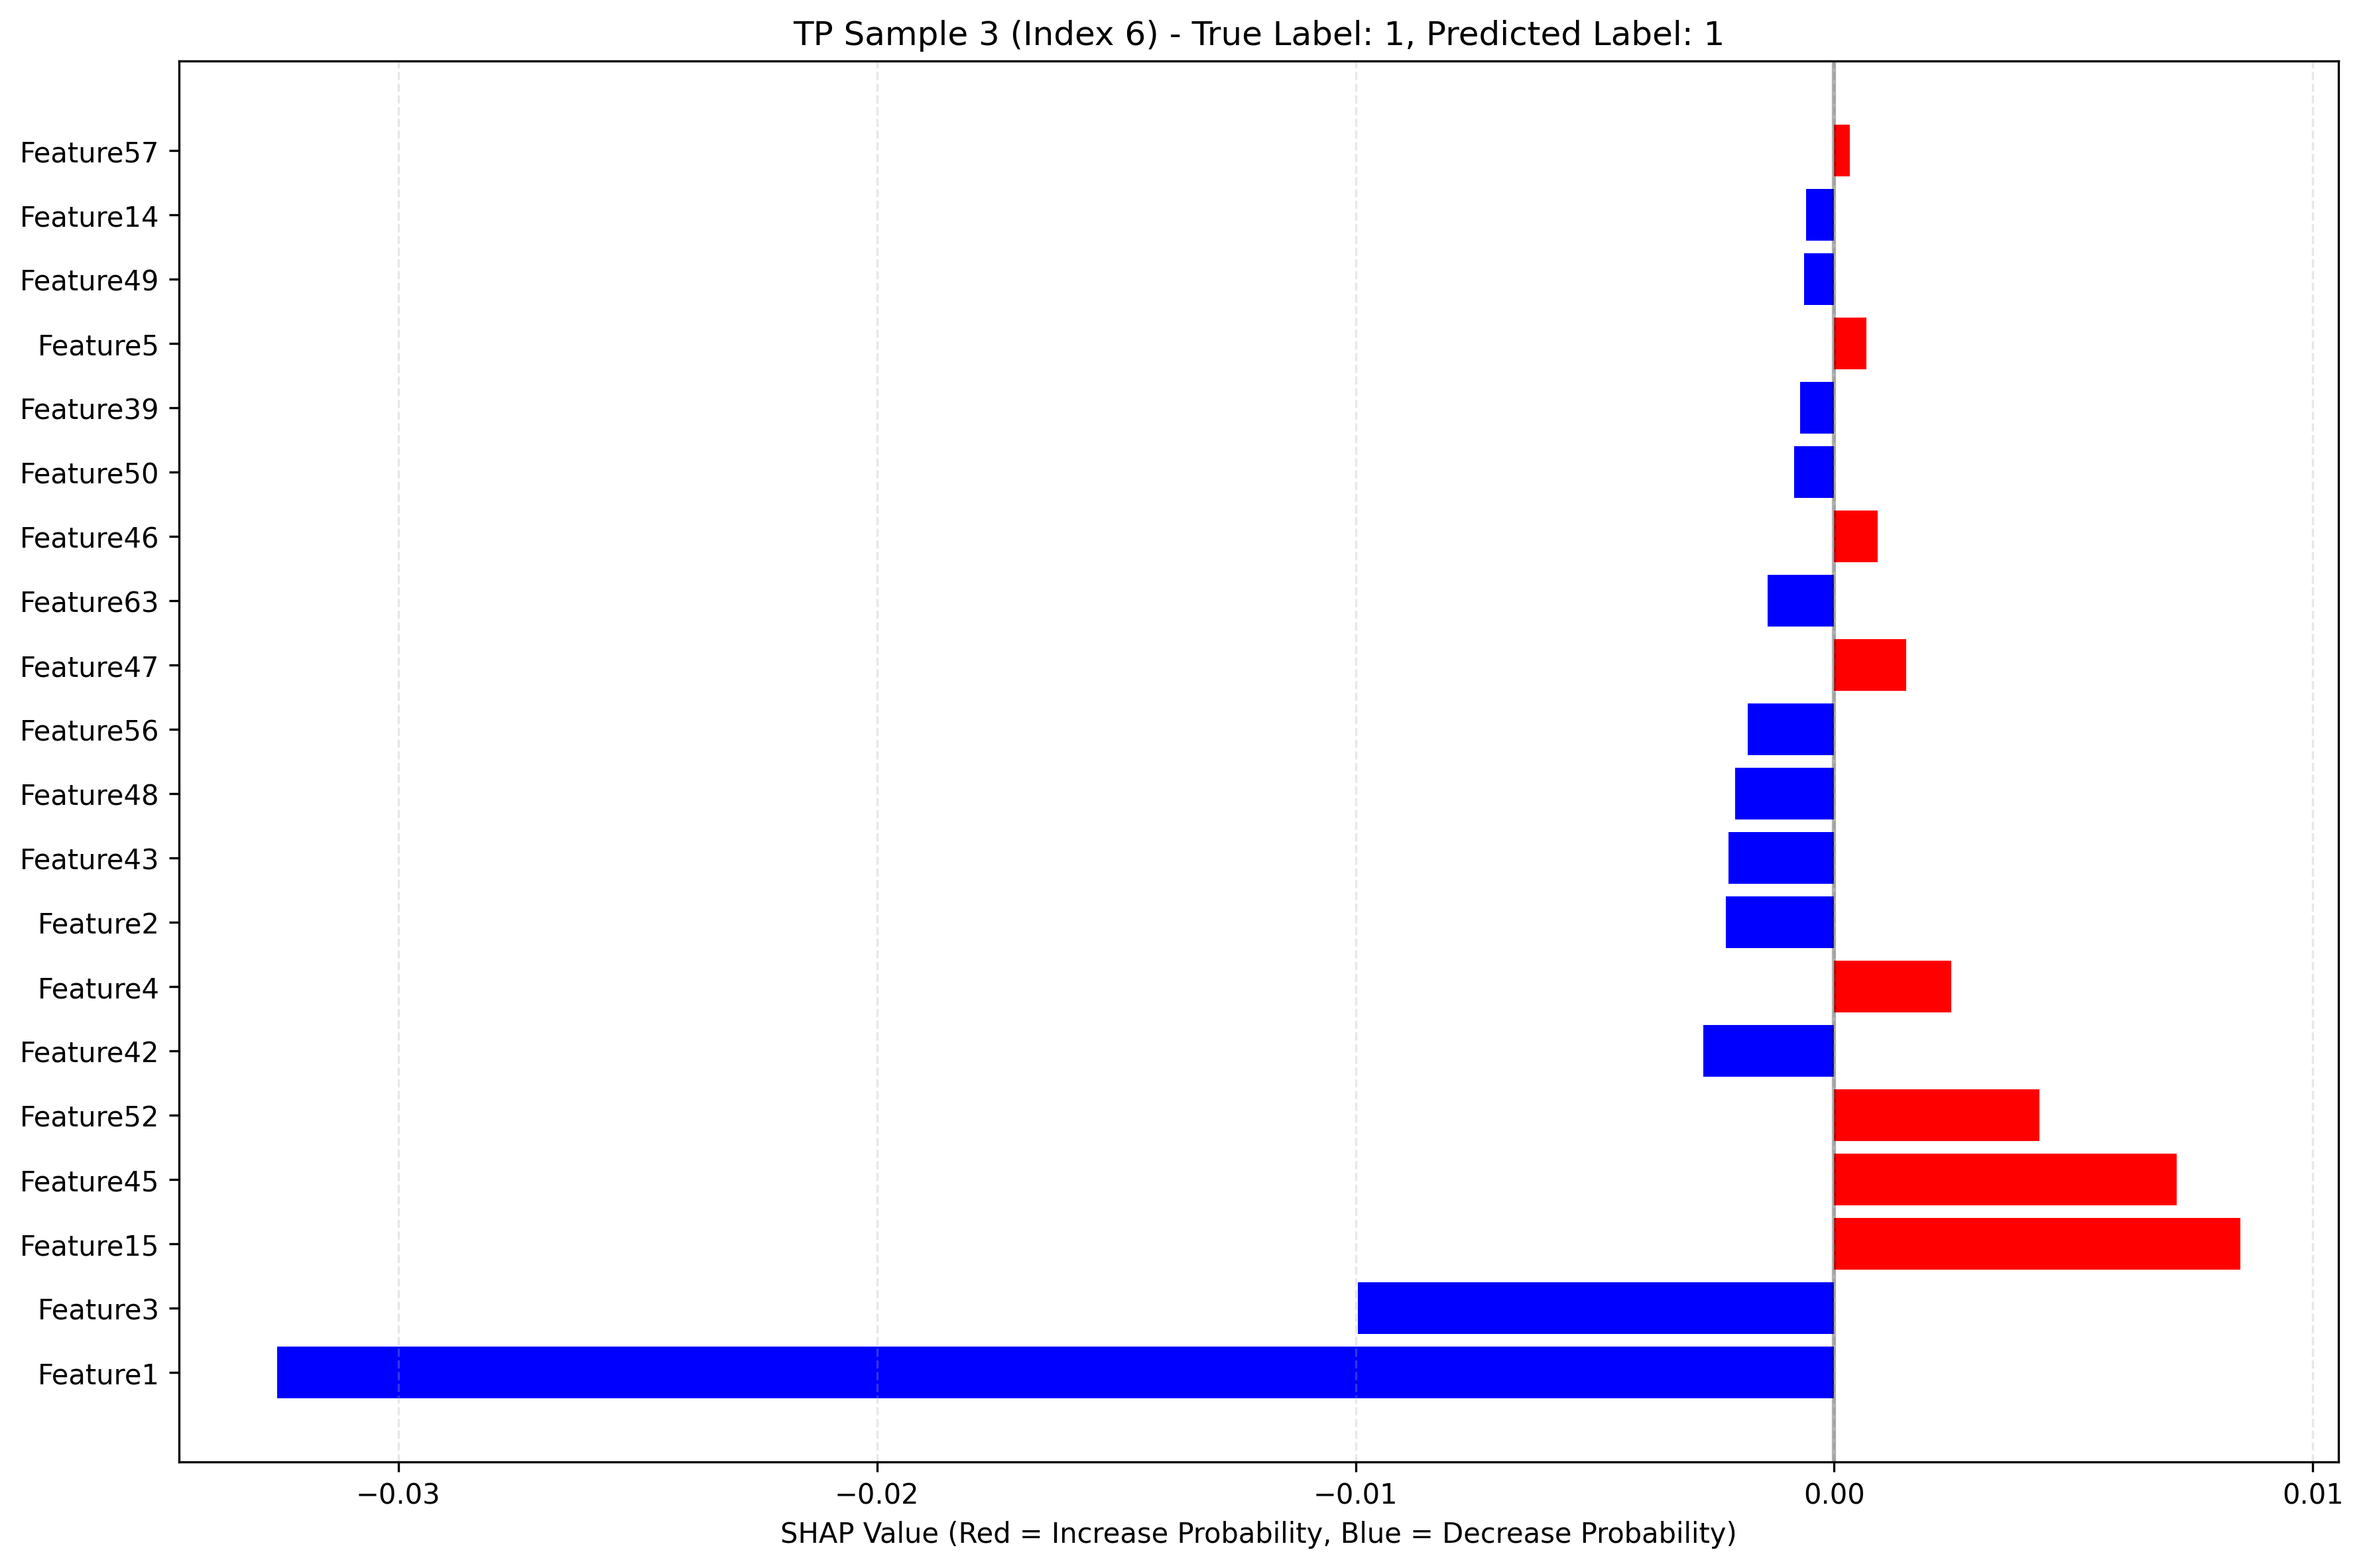 TP Sample 3 (Index 6) - True Label: 1, Predicted Label: 1
Feature57
Feature14
Feature49
Feature5
Feature39
Feature50
Feature46
Feature63
Feature47
Feature56
Feature48
Feature43
Feature2
Feature4
Feature42
Feature52
Feature45
Feature15
Feature3
Feature1
−0.03 −0.02 −0.01 0.00 0.01
SHAP Value (Red = Increase Probability, Blue = Decrease Probability)